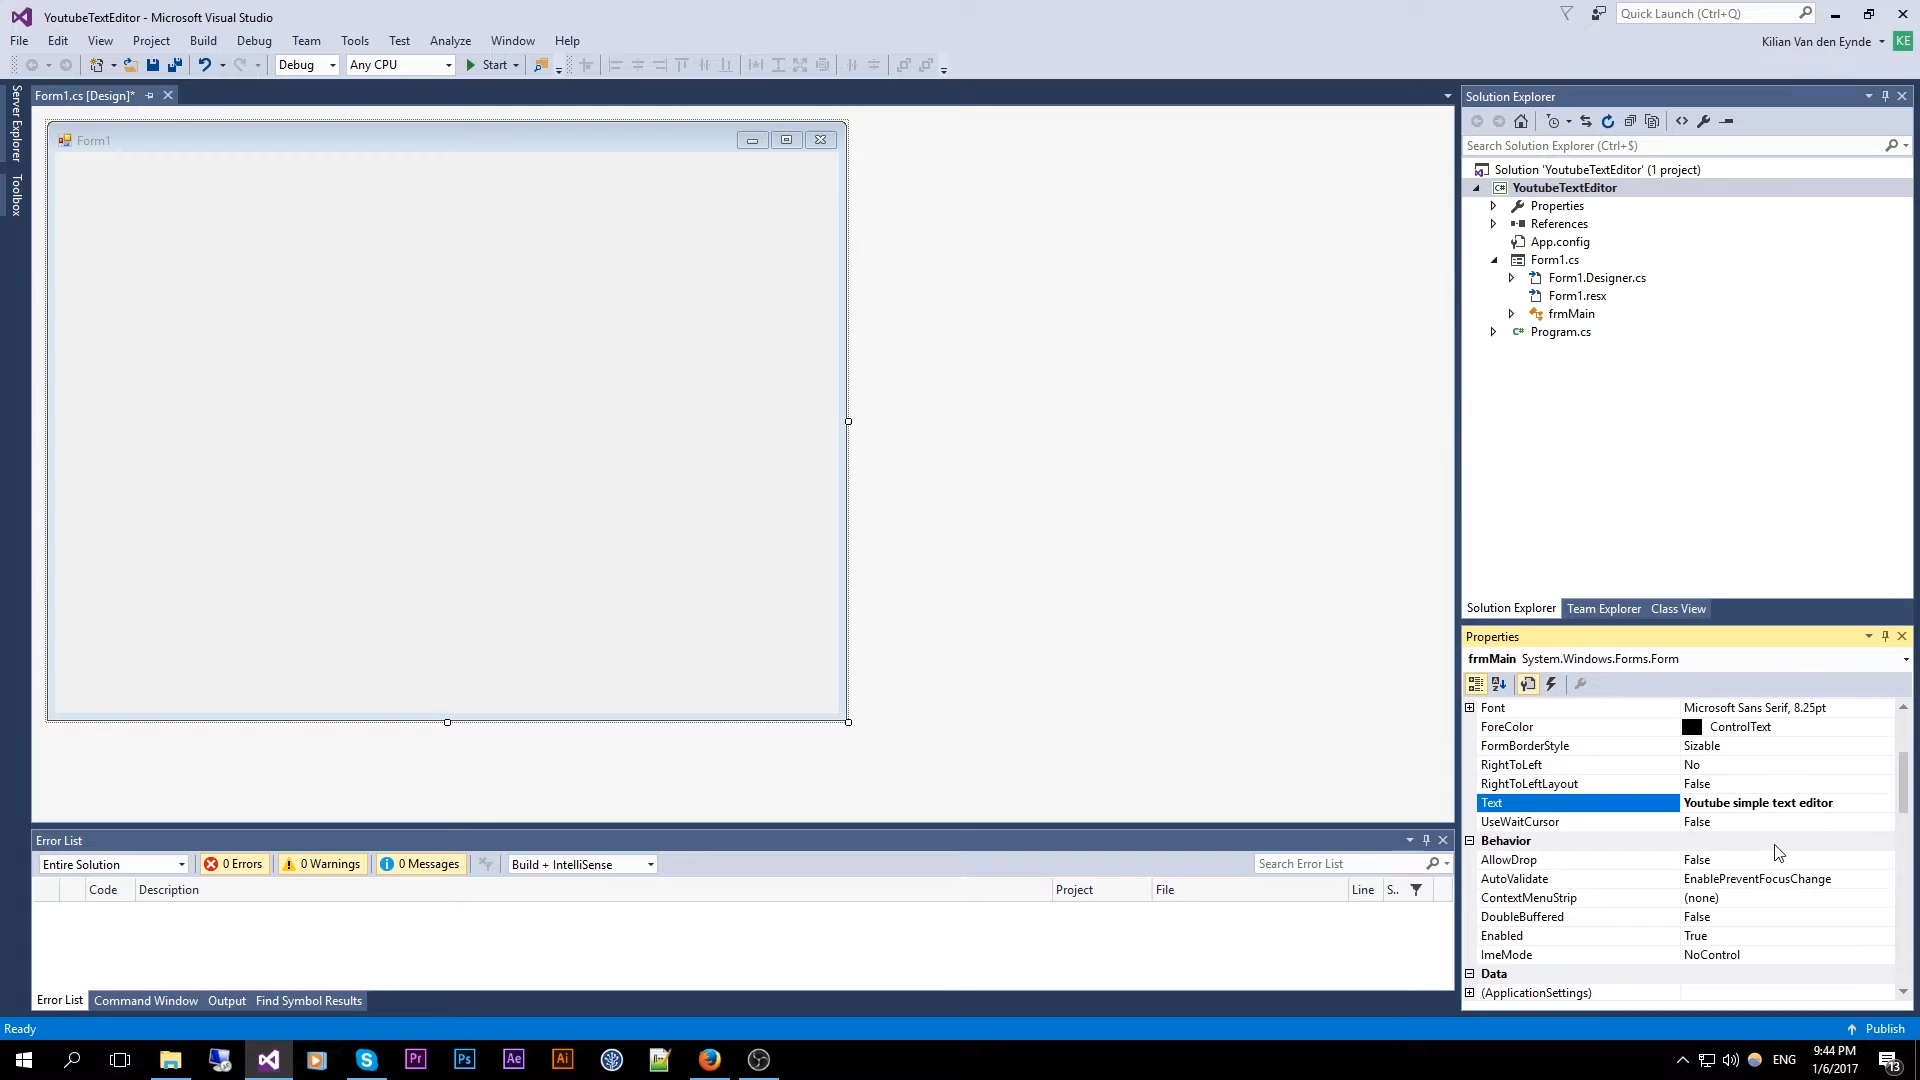 YoutubeTextEditor - Microsoft Visual Studio
Quick Launch (Ctrl+Q)
File Edit View Project Build Debug Team Tools Test Analyze Window Help
Kilian Van den Eynde KE
Debug Any CPU Start
Server Explorer
Toolbox
Form1.cs [Design]*
Form1
Solution Explorer
Search Solution Explorer (Ctrl+$)
Solution 'YoutubeTextEditor' (1 project)
YoutubeTextEditor
Properties
References
App.config
Form1.cs
Form1.Designer.cs
Form1.resx
frmMain
Program.cs
Solution Explorer Team Explorer Class View
Properties
frmMain System.Windows.Forms.Form
Font Microsoft Sans Serif, 8.25pt
ForeColor ControlText
FormBorderStyle Sizable
RightToLeft No
RightToLeftLayout False
Text Youtube simple text editor
UseWaitCursor False
Behavior
AllowDrop False
AutoValidate EnablePreventFocusChange
ContextMenuStrip (none)
DoubleBuffered False
Enabled True
ImeMode NoControl
Data
(ApplicationSettings)
Error List
Entire Solution 0 Errors 0 Warnings 0 Messages Build + IntelliSense Search Error List
Code Description Project File Line S..
Error List Command Window Output Find Symbol Results
Ready Publish
Pr Ps Ae Ai
ENG 9:44 PM
1/6/2017 13